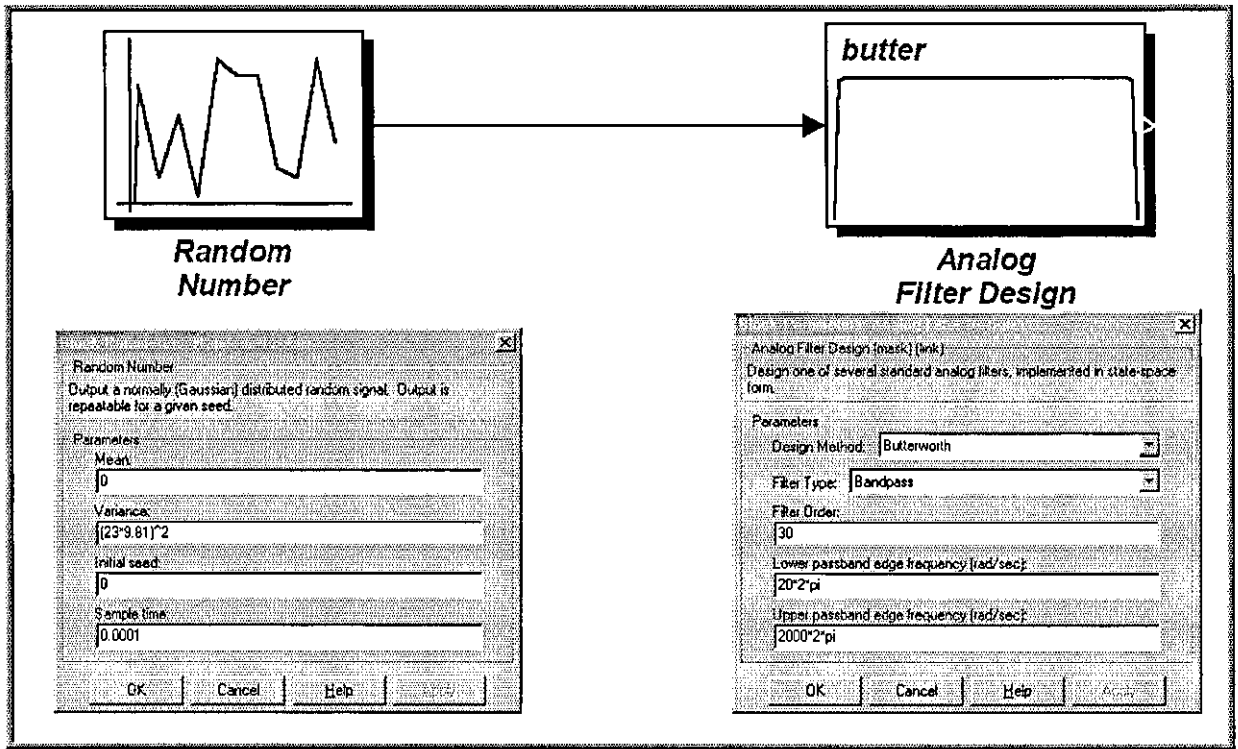 butter
Random
Number
Analog
Filter Design
Random Number
Output a normally (Gaussian) distributed random signal. Output is
repeatable for a given seed.
Parameters
Mean:
0
Variance:
(23*9.81)^2
Initial seed:
0
Sample time:
0.0001
OK
Cancel
Help
Apply
Analog Filter Design (mask) (link)
Design one of several standard analog filters, implemented in state-space
form.
Parameters
Design Method: Butterworth
Filter Type: Bandpass
Filter Order:
30
Lower passband edge frequency (rad/sec):
20*2*pi
Upper passband edge frequency (rad/sec):
2000*2*pi
OK
Cancel
Help
Apply